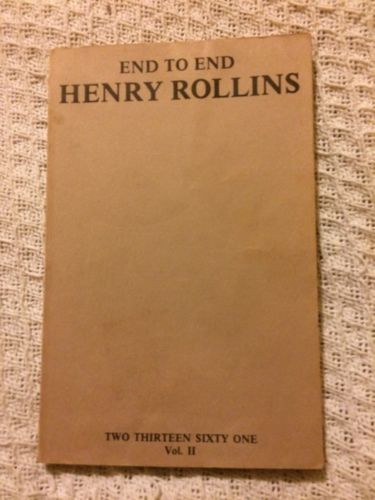 END TO END
HENRY ROLLINS
TWO THIRTEEN SIXTY ONE
Vol. II